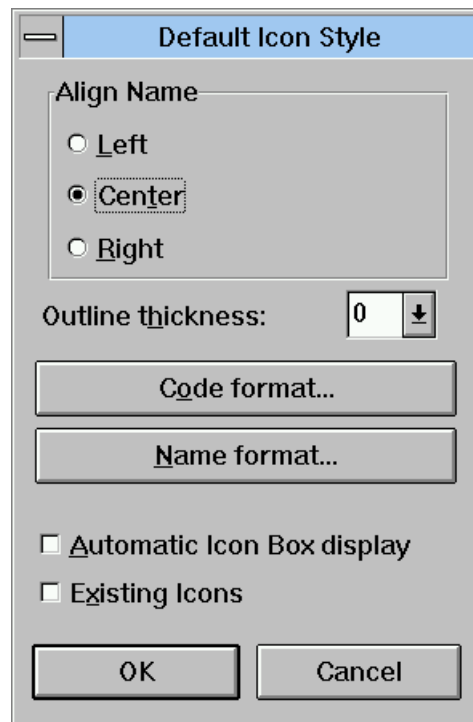 Default Icon Style
Align Name
Left
Center
Right
Outline thickness: 0
Code format...
Name format...
Automatic Icon Box display
Existing Icons
OK Cancel